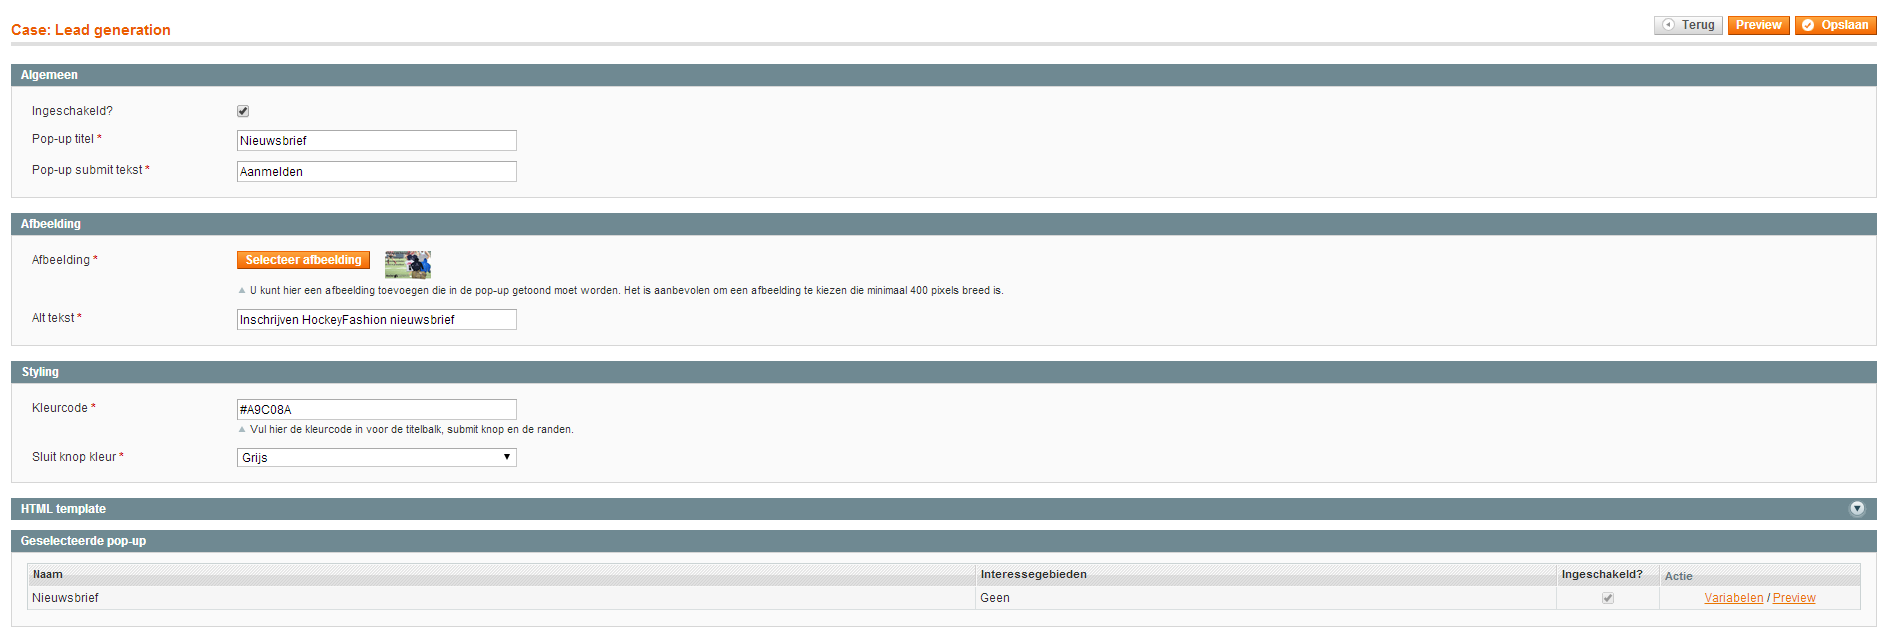 Case: Lead generation
Terug Preview Opslaan
Algemeen
Ingeschakeld?
Pop-up titel * Nieuwsbrief
Pop-up submit tekst * Aanmelden
Afbeelding
Afbeelding * Selecteer afbeelding
U kunt hier een afbeelding toevoegen die in de pop-up getoond moet worden. Het is aanbevolen om een afbeelding te kiezen die minimaal 400 pixels breed is.
Alt tekst * Inschrijven HockeyFashion nieuwsbrief
Styling
Kleurcode * #A9C08A
Vul hier de kleurcode in voor de titelbalk, submit knop en de randen.
Sluit knop kleur * Grijs
HTML template
Geselecteerde pop-up
Naam Interessegebieden Ingeschakeld? Actie
Nieuwsbrief Geen Variabelen / Preview